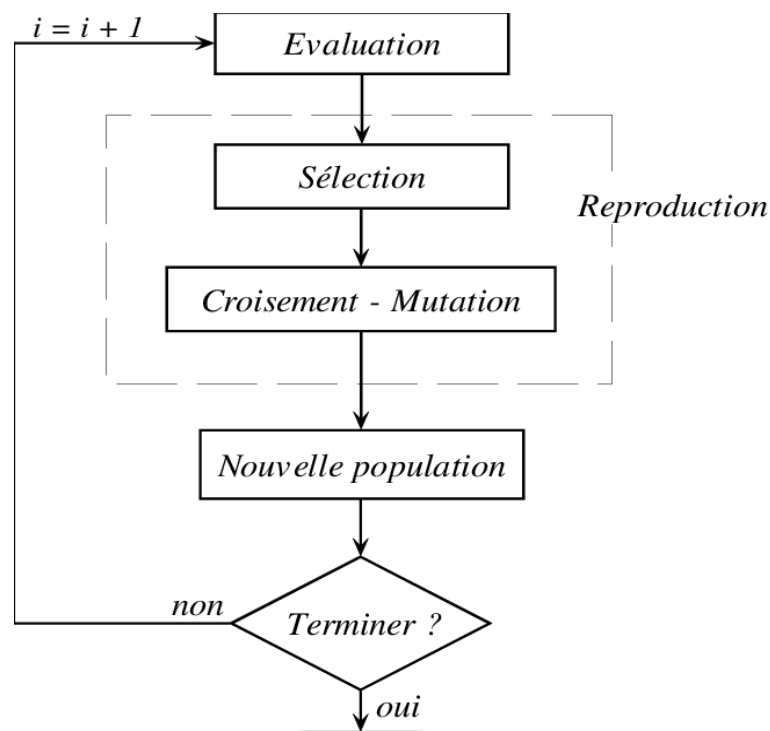 i = i + 1
Evaluation
Sélection
Reproduction
Croisement - Mutation
Nouvelle population
non
Terminer ?
oui